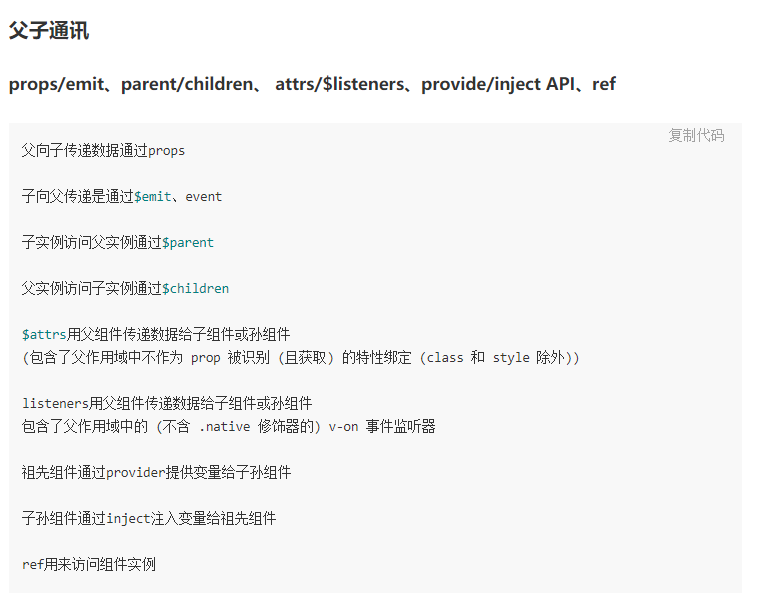 父子通讯
props/emit、parent/children、 attrs/$listeners、provide/inject API、ref
复制代码
父向子传递数据通过props
子向父传递是通过$emit、event
子实例访问父实例通过$parent
父实例访问子实例通过$children
$attrs用父组件传递数据给子组件或孙组件
(包含了父作用域中不作为 prop 被识别 (且获取) 的特性绑定 (class 和 style 除外))
listeners用父组件传递数据给子组件或孙组件
包含了父作用域中的 (不含 .native 修饰器的) v-on 事件监听器
祖先组件通过provider提供变量给子孙组件
子孙组件通过inject注入变量给祖先组件
ref用来访问组件实例